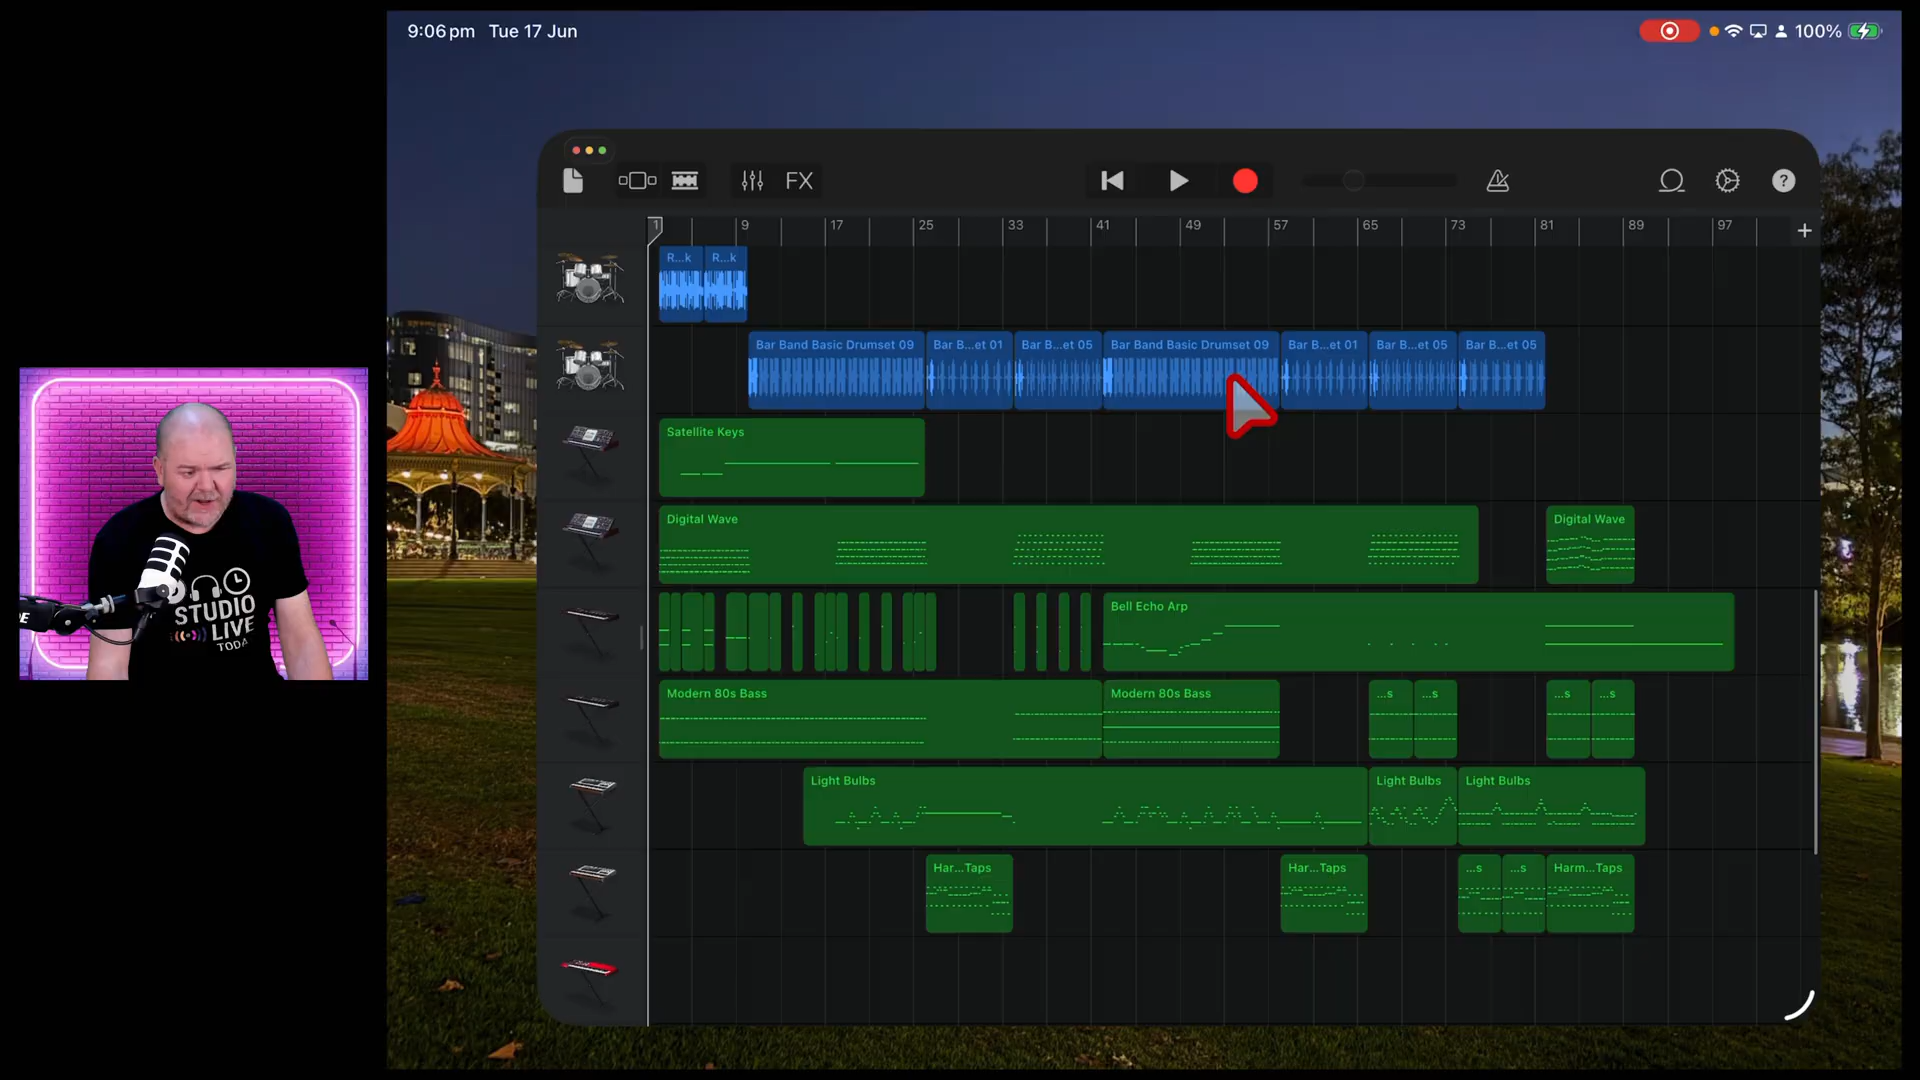 9:06 pm Tue 17 Jun
100%
FX
?
1 9 17 25 33 41 49 57 65 73 81 89 97
+
R...k R...k
Bar Band Basic Drumset 09 Bar B...et 01 Bar B...et 05 Bar Band Basic Drumset 09 Bar B...et 01 Bar B...et 05 Bar B...et 05
Satellite Keys
Digital Wave Digital Wave
Bell Echo Arp
Modern 80s Bass Modern 80s Bass ...s ...s ...s ...s
Light Bulbs Light Bulbs Light Bulbs
Har...Taps Har...Taps ...s ...s Harm...Taps
STUDIO
LIVE